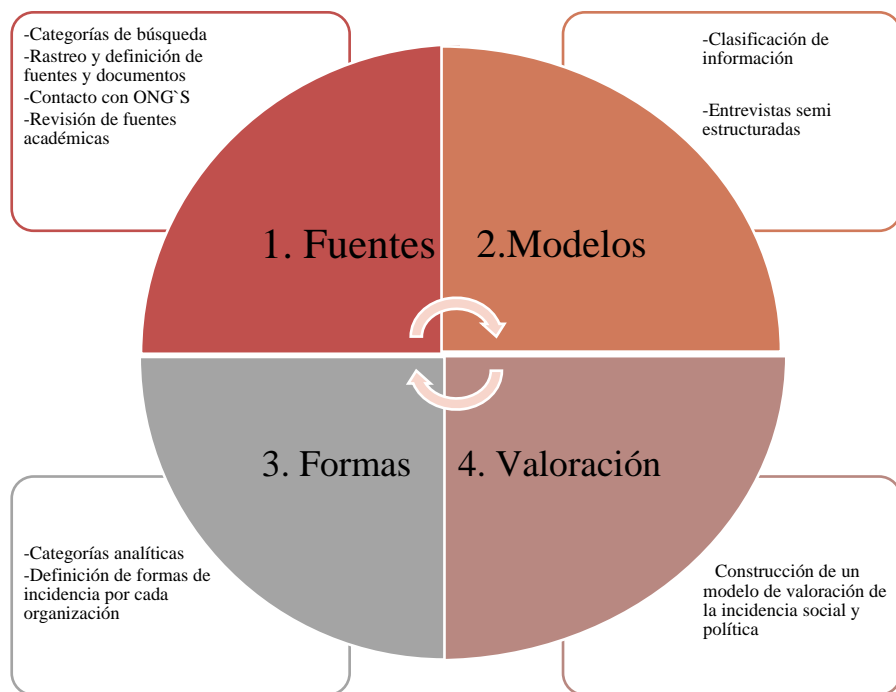 -Categorías de búsqueda
-Rastreo y definición de
fuentes y documentos
-Contacto con ONG`S
-Revisión de fuentes
académicas
-Clasificación de
información
-Entrevistas semi
estructuradas
1. Fuentes
2.Modelos
3. Formas
4. Valoración
-Categorías analíticas
-Definición de formas de
incidencia por cada
organización
Construcción de un
modelo de valoración de
la incidencia social y
política